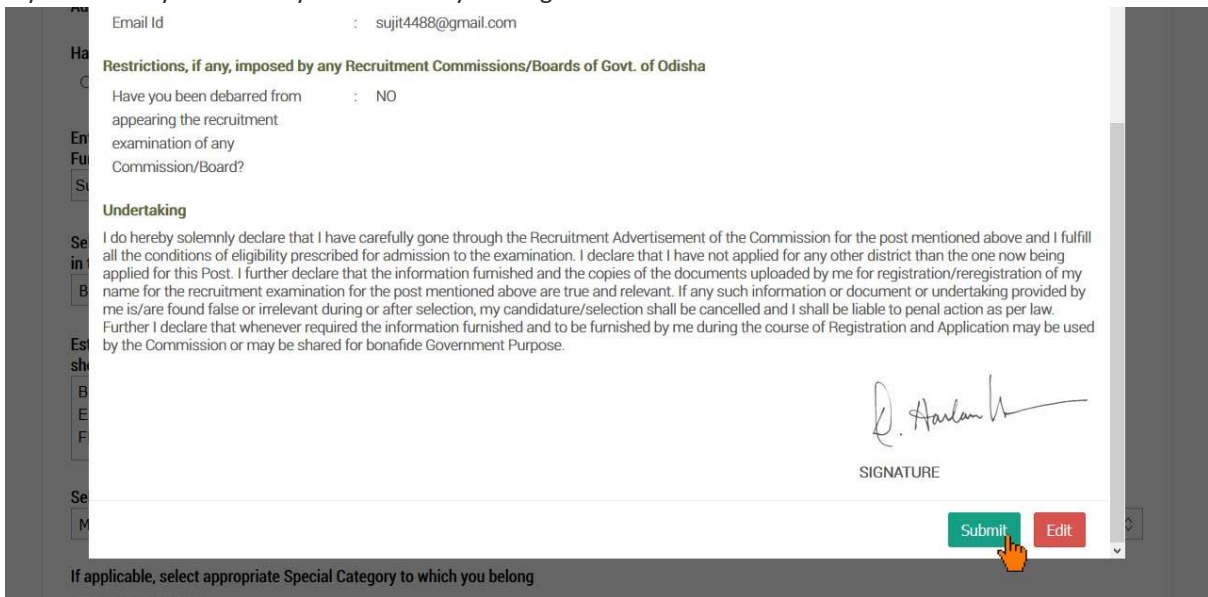 Email Id : sujit4488@gmail.com
Ha
Restrictions, if any, imposed by any Recruitment Commissions/Boards of Govt. of Odisha
Have you been debarred from : NO
appearing the recruitment
examination of any
Commission/Board?
En
Fu
Su
Undertaking
I do hereby solemnly declare that I have carefully gone through the Recruitment Advertisement of the Commission for the post mentioned above and I fulfill
all the conditions of eligibility prescribed for admission to the examination. I declare that I have not applied for any other district than the one now being
applied for this Post. I further declare that the information furnished and the copies of the documents uploaded by me for registration/reregistration of my
name for the recruitment examination for the post mentioned above are true and relevant. If any such information or document or undertaking provided by
me is/are found false or irrelevant during or after selection, my candidature/selection shall be cancelled and I shall be liable to penal action as per law.
Further I declare that whenever required the information furnished and to be furnished by me during the course of Registration and Application may be used
by the Commission or may be shared for bonafide Government Purpose.
Se
in t
B
Est
sh
B
E
F
SIGNATURE
Se
M
Submit Edit
If applicable, select appropriate Special Category to which you belong